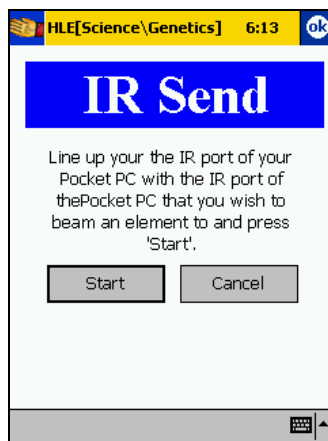 HLE[Science\Genetics] 6:13 ok
IR Send
Line up your the IR port of your
Pocket PC with the IR port of
thePocket PC that you wish to
beam an element to and press
'Start'.
Start Cancel